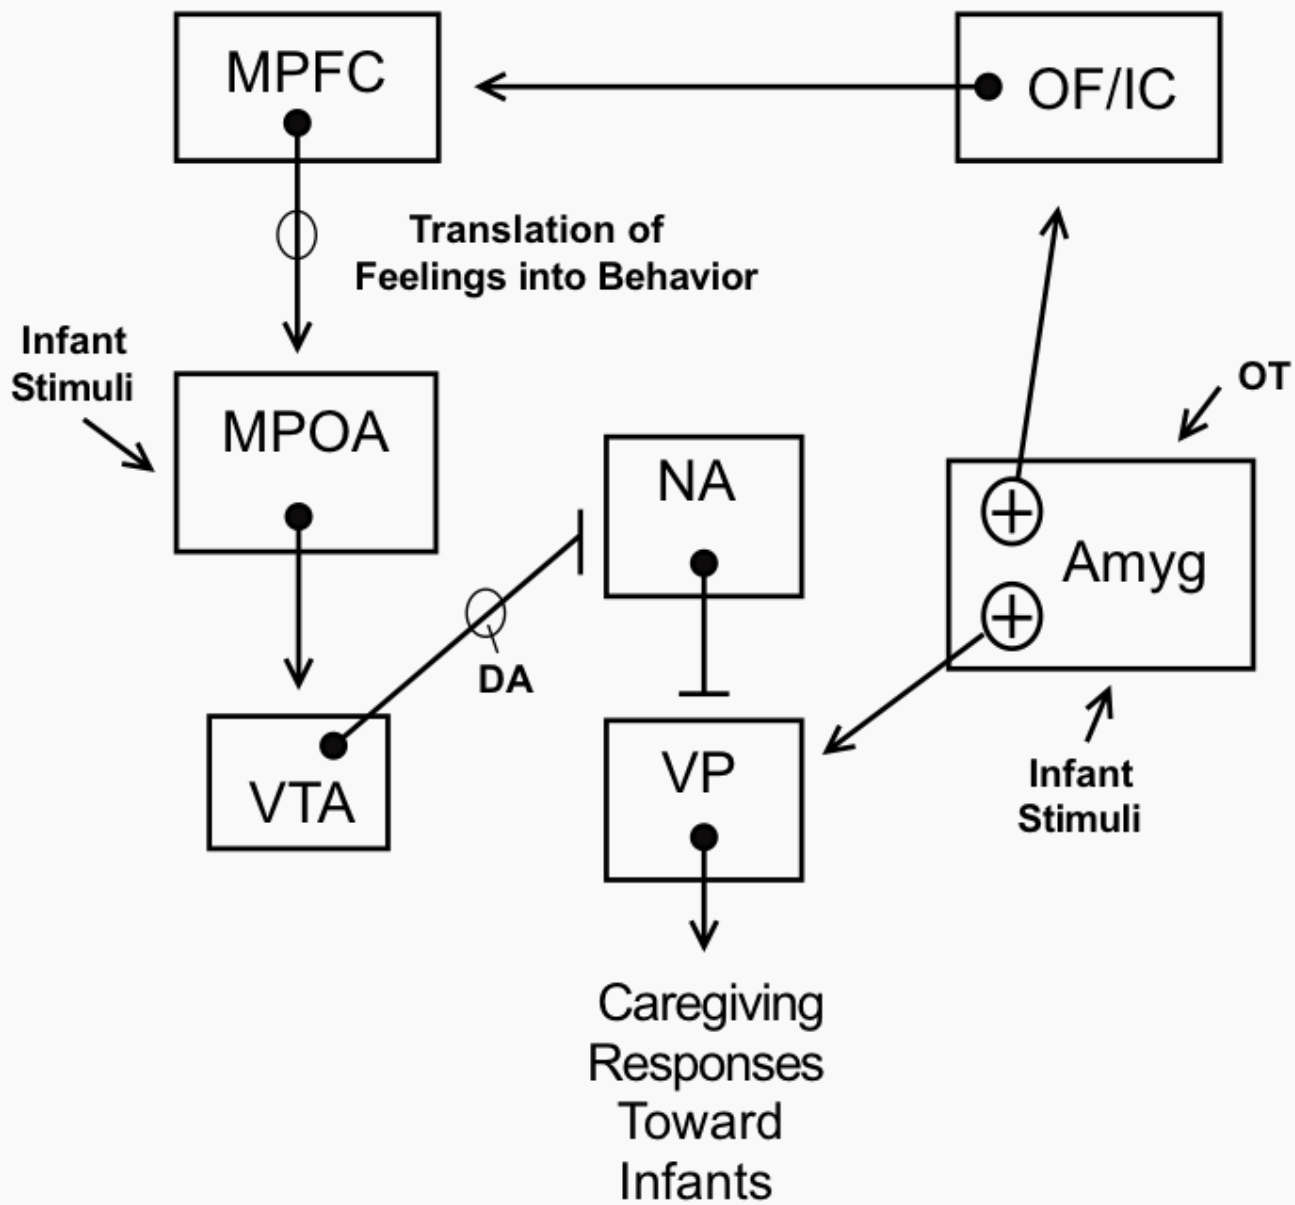 MPFC
OF/IC
Translation of
Feelings into Behavior
Infant
Stimuli
OT
MPOA
NA
Amyg
DA
VTA
VP
Infant
Stimuli
Caregiving
Responses
Toward
Infants